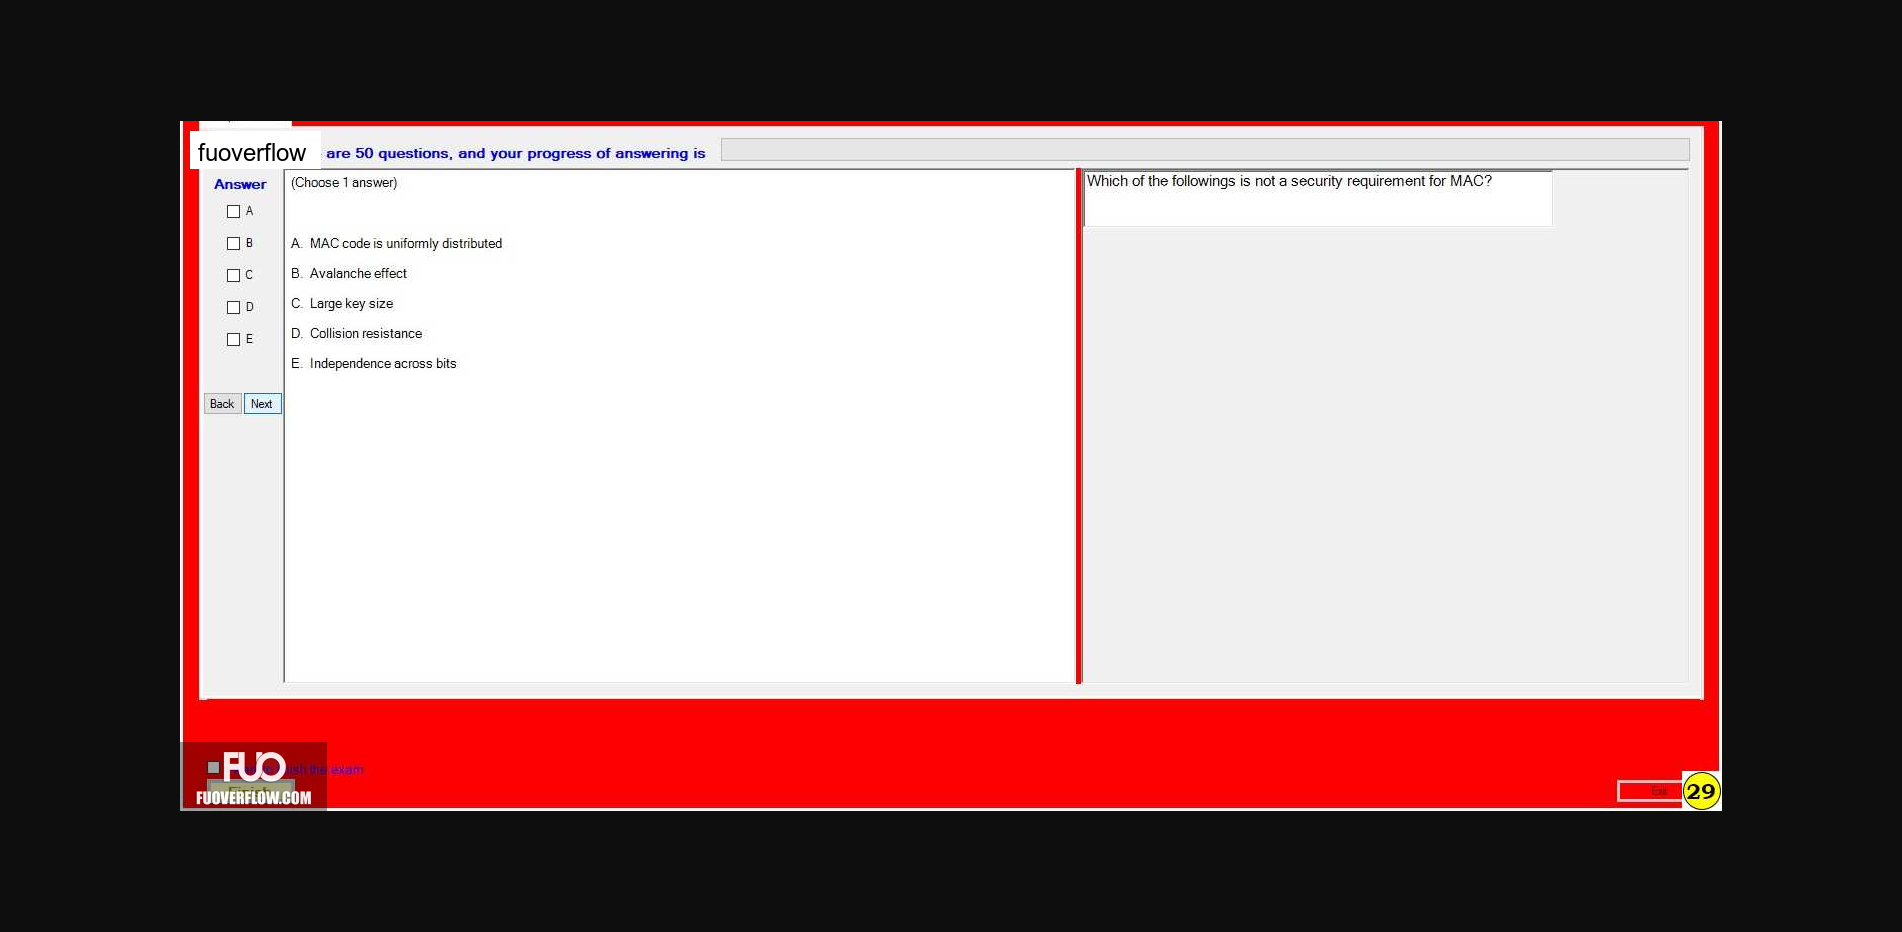 fuoverflow are 50 questions, and your progress of answering is
Answer
A
B
C
D
E
Back Next
(Choose 1 answer)
A. MAC code is uniformly distributed
B. Avalanche effect
C. Large key size
D. Collision resistance
E. Independence across bits
Which of the followings is not a security requirement for MAC?
FUO
the exam
Finish
FUOVERFLOW.COM
Exit
29